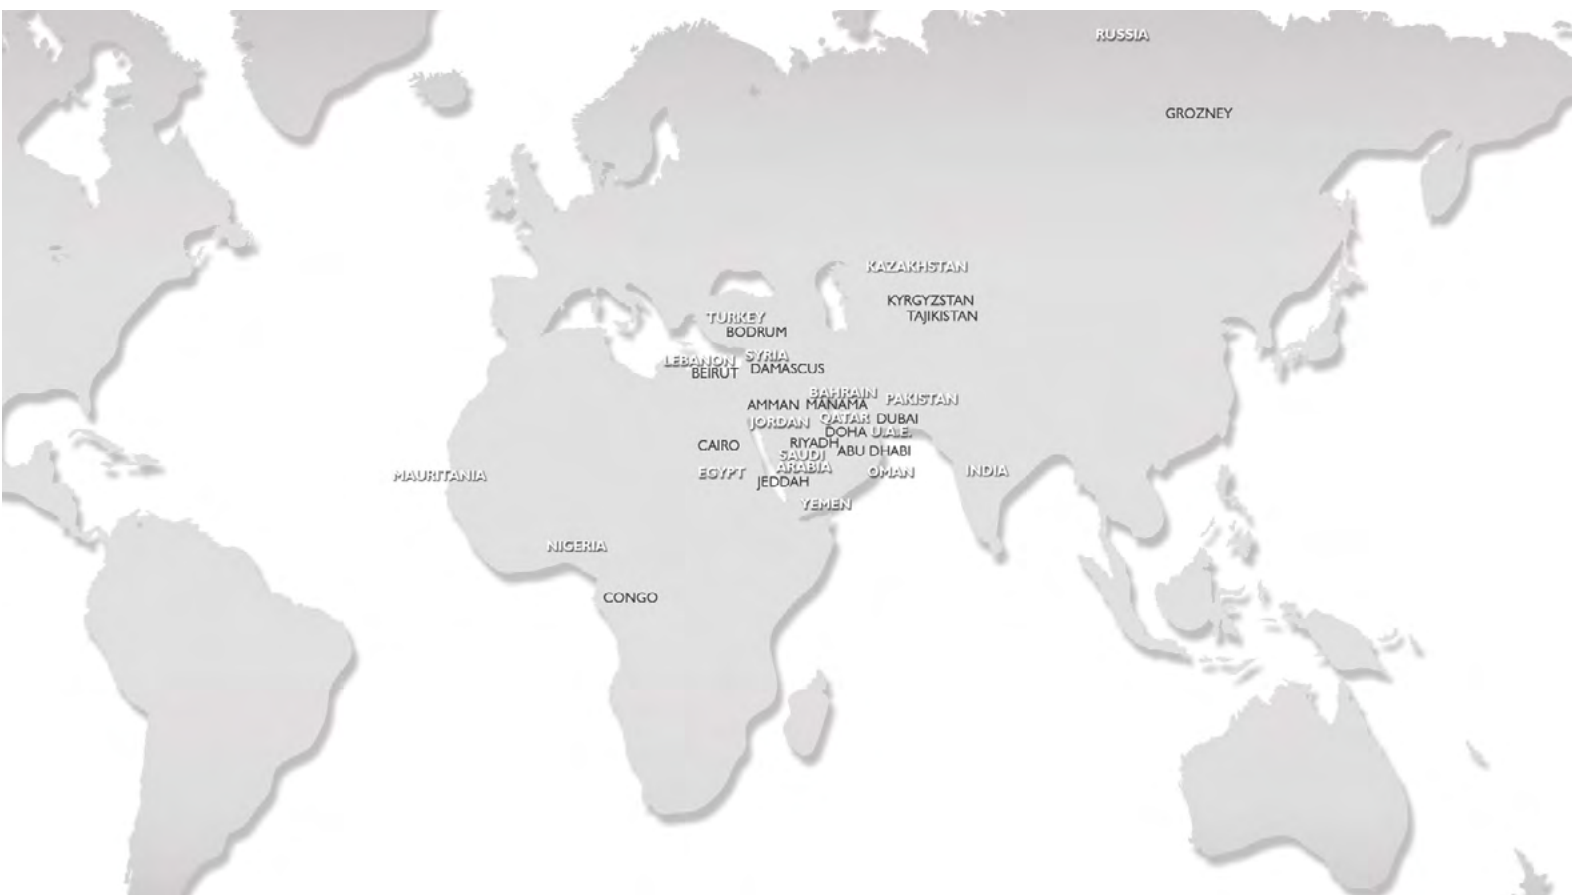 RUSSIA
GROZNEY
KAZAKHSTAN
KYRGYZSTAN
TAJIKISTAN
TURKEY
BODRUM
LEBANON
BEIRUT
SYRIA
DAMASCUS
BAHRAIN
MANAMA
PAKISTAN
AMMAN
JORDAN
QATAR
DOHA
DUBAI
U.A.E.
ABU DHABI
CAIRO
EGYPT
RIYADH
SAUDI
ARABIA
JEDDAH
OMAN
INDIA
YEMEN
MAURITANIA
NIGERIA
CONGO